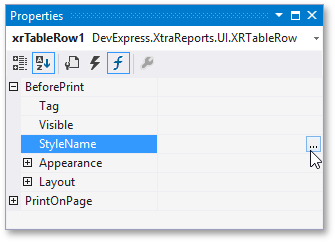 Properties
xrTableRow1 DevExpress.XtraReports.UI.XRTableRow
BeforePrint
Tag
Visible
StyleName ...
Appearance
Layout
PrintOnPage